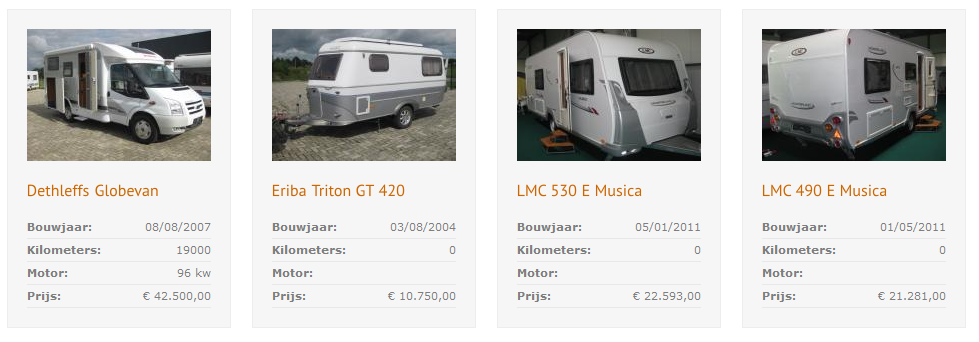 Dethleffs Globevan
Bouwjaar: 08/08/2007
Kilometers: 19000
Motor: 96 kw
Prijs: € 42.500,00
Eriba Triton GT 420
Bouwjaar: 03/08/2004
Kilometers: 0
Motor:
Prijs: € 10.750,00
LMC 530 E Musica
Bouwjaar: 05/01/2011
Kilometers: 0
Motor:
Prijs: € 22.593,00
LMC 490 E Musica
Bouwjaar: 01/05/2011
Kilometers: 0
Motor:
Prijs: € 21.281,00